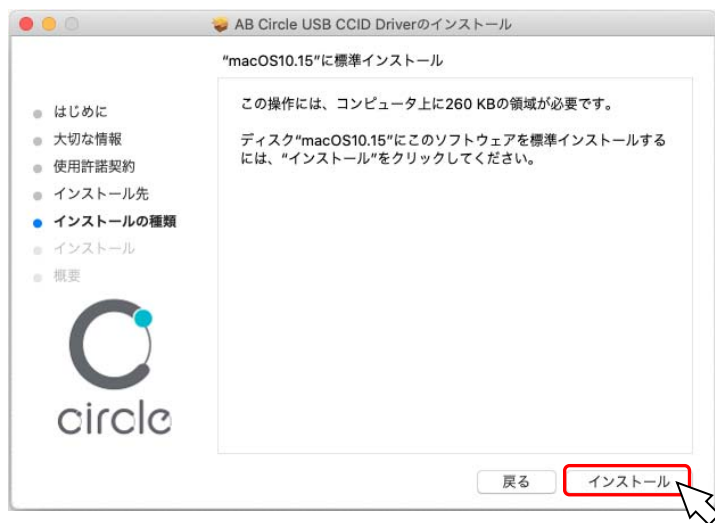 AB Circle USB CCID Driverのインストール
“macOS10.15”に標準インストール
はじめに
大切な情報
使用許諾契約
インストール先
インストールの種類
インストール
概要
この操作には、コンピュータ上に260 KBの領域が必要です。
ディスク“macOS10.15”にこのソフトウェアを標準インストールする
には、“インストール”をクリックしてください。
circle
戻る
インストール